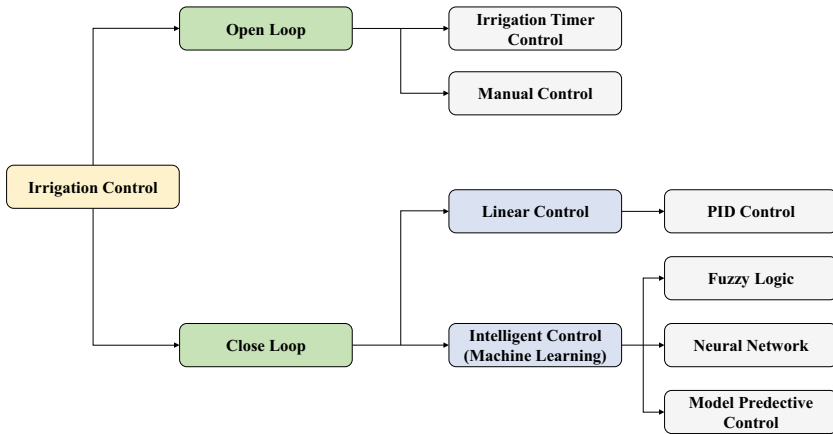 Open Loop
Irrigation Timer
Control
Manual Control
Irrigation Control
Linear Control
PID Control
Fuzzy Logic
Close Loop
Intelligent Control
(Machine Learning)
Neural Network
Model Predective
Control